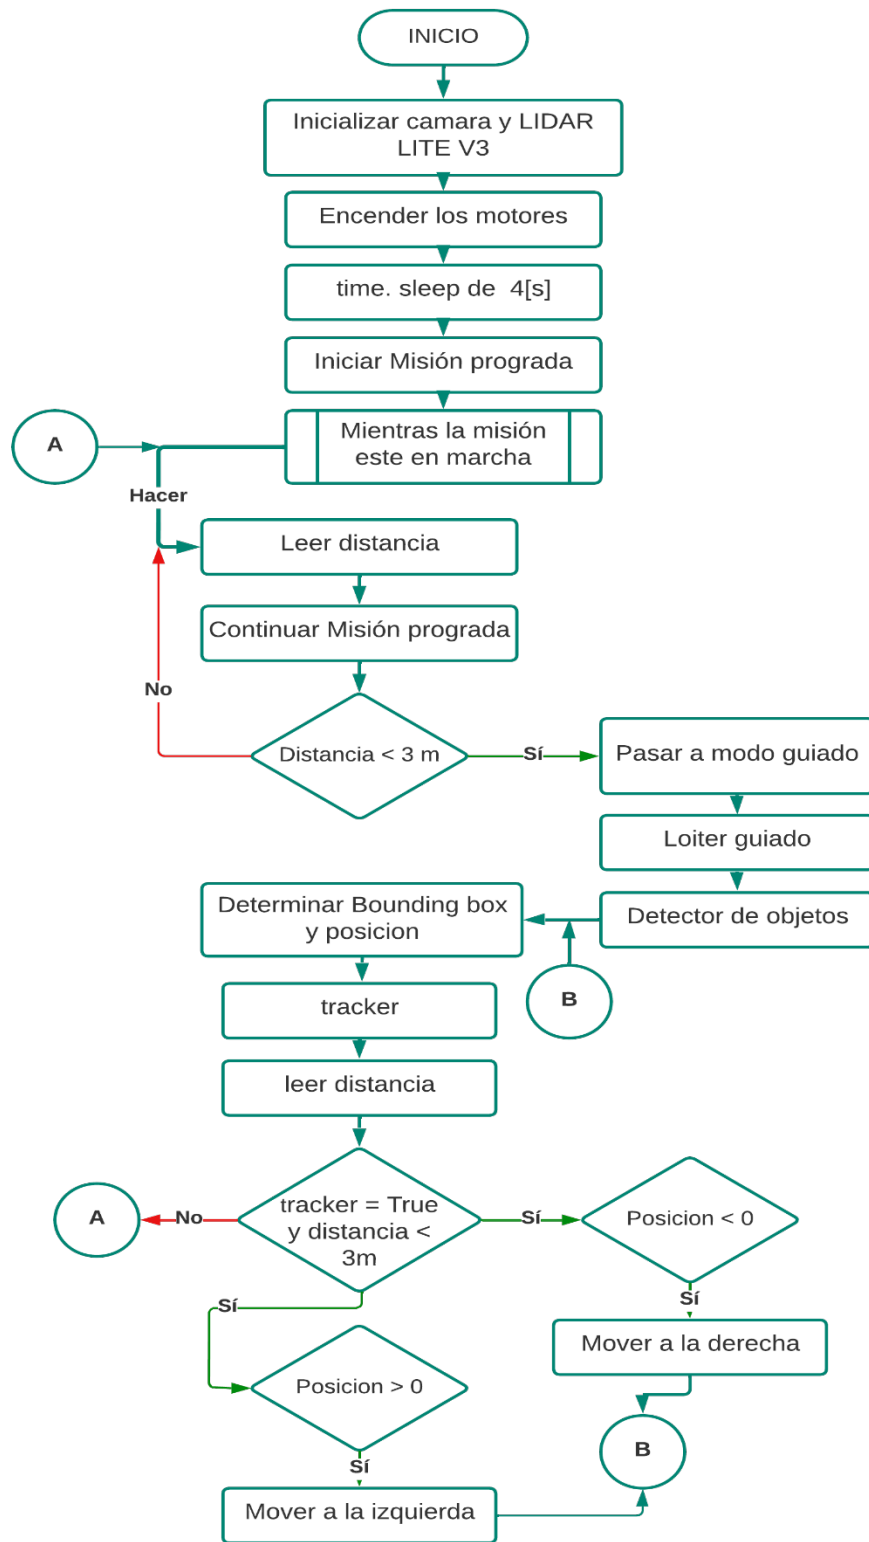 INICIO
Inicializar camara y LIDAR
LITE V3
Encender los motores
time. sleep de 4[s]
Iniciar Misión prograda
Mientras la misión
este en marcha
A
Hacer
Leer distancia
Continuar Misión prograda
No
Distancia < 3 m
Sí
Pasar a modo guiado
Loiter guiado
Detector de objetos
Determinar Bounding box
y posicion
B
tracker
leer distancia
tracker = True
y distancia <
3m
No
A
Sí
Posicion < 0
Sí
Mover a la derecha
Sí
Posicion > 0
Sí
Mover a la izquierda
B